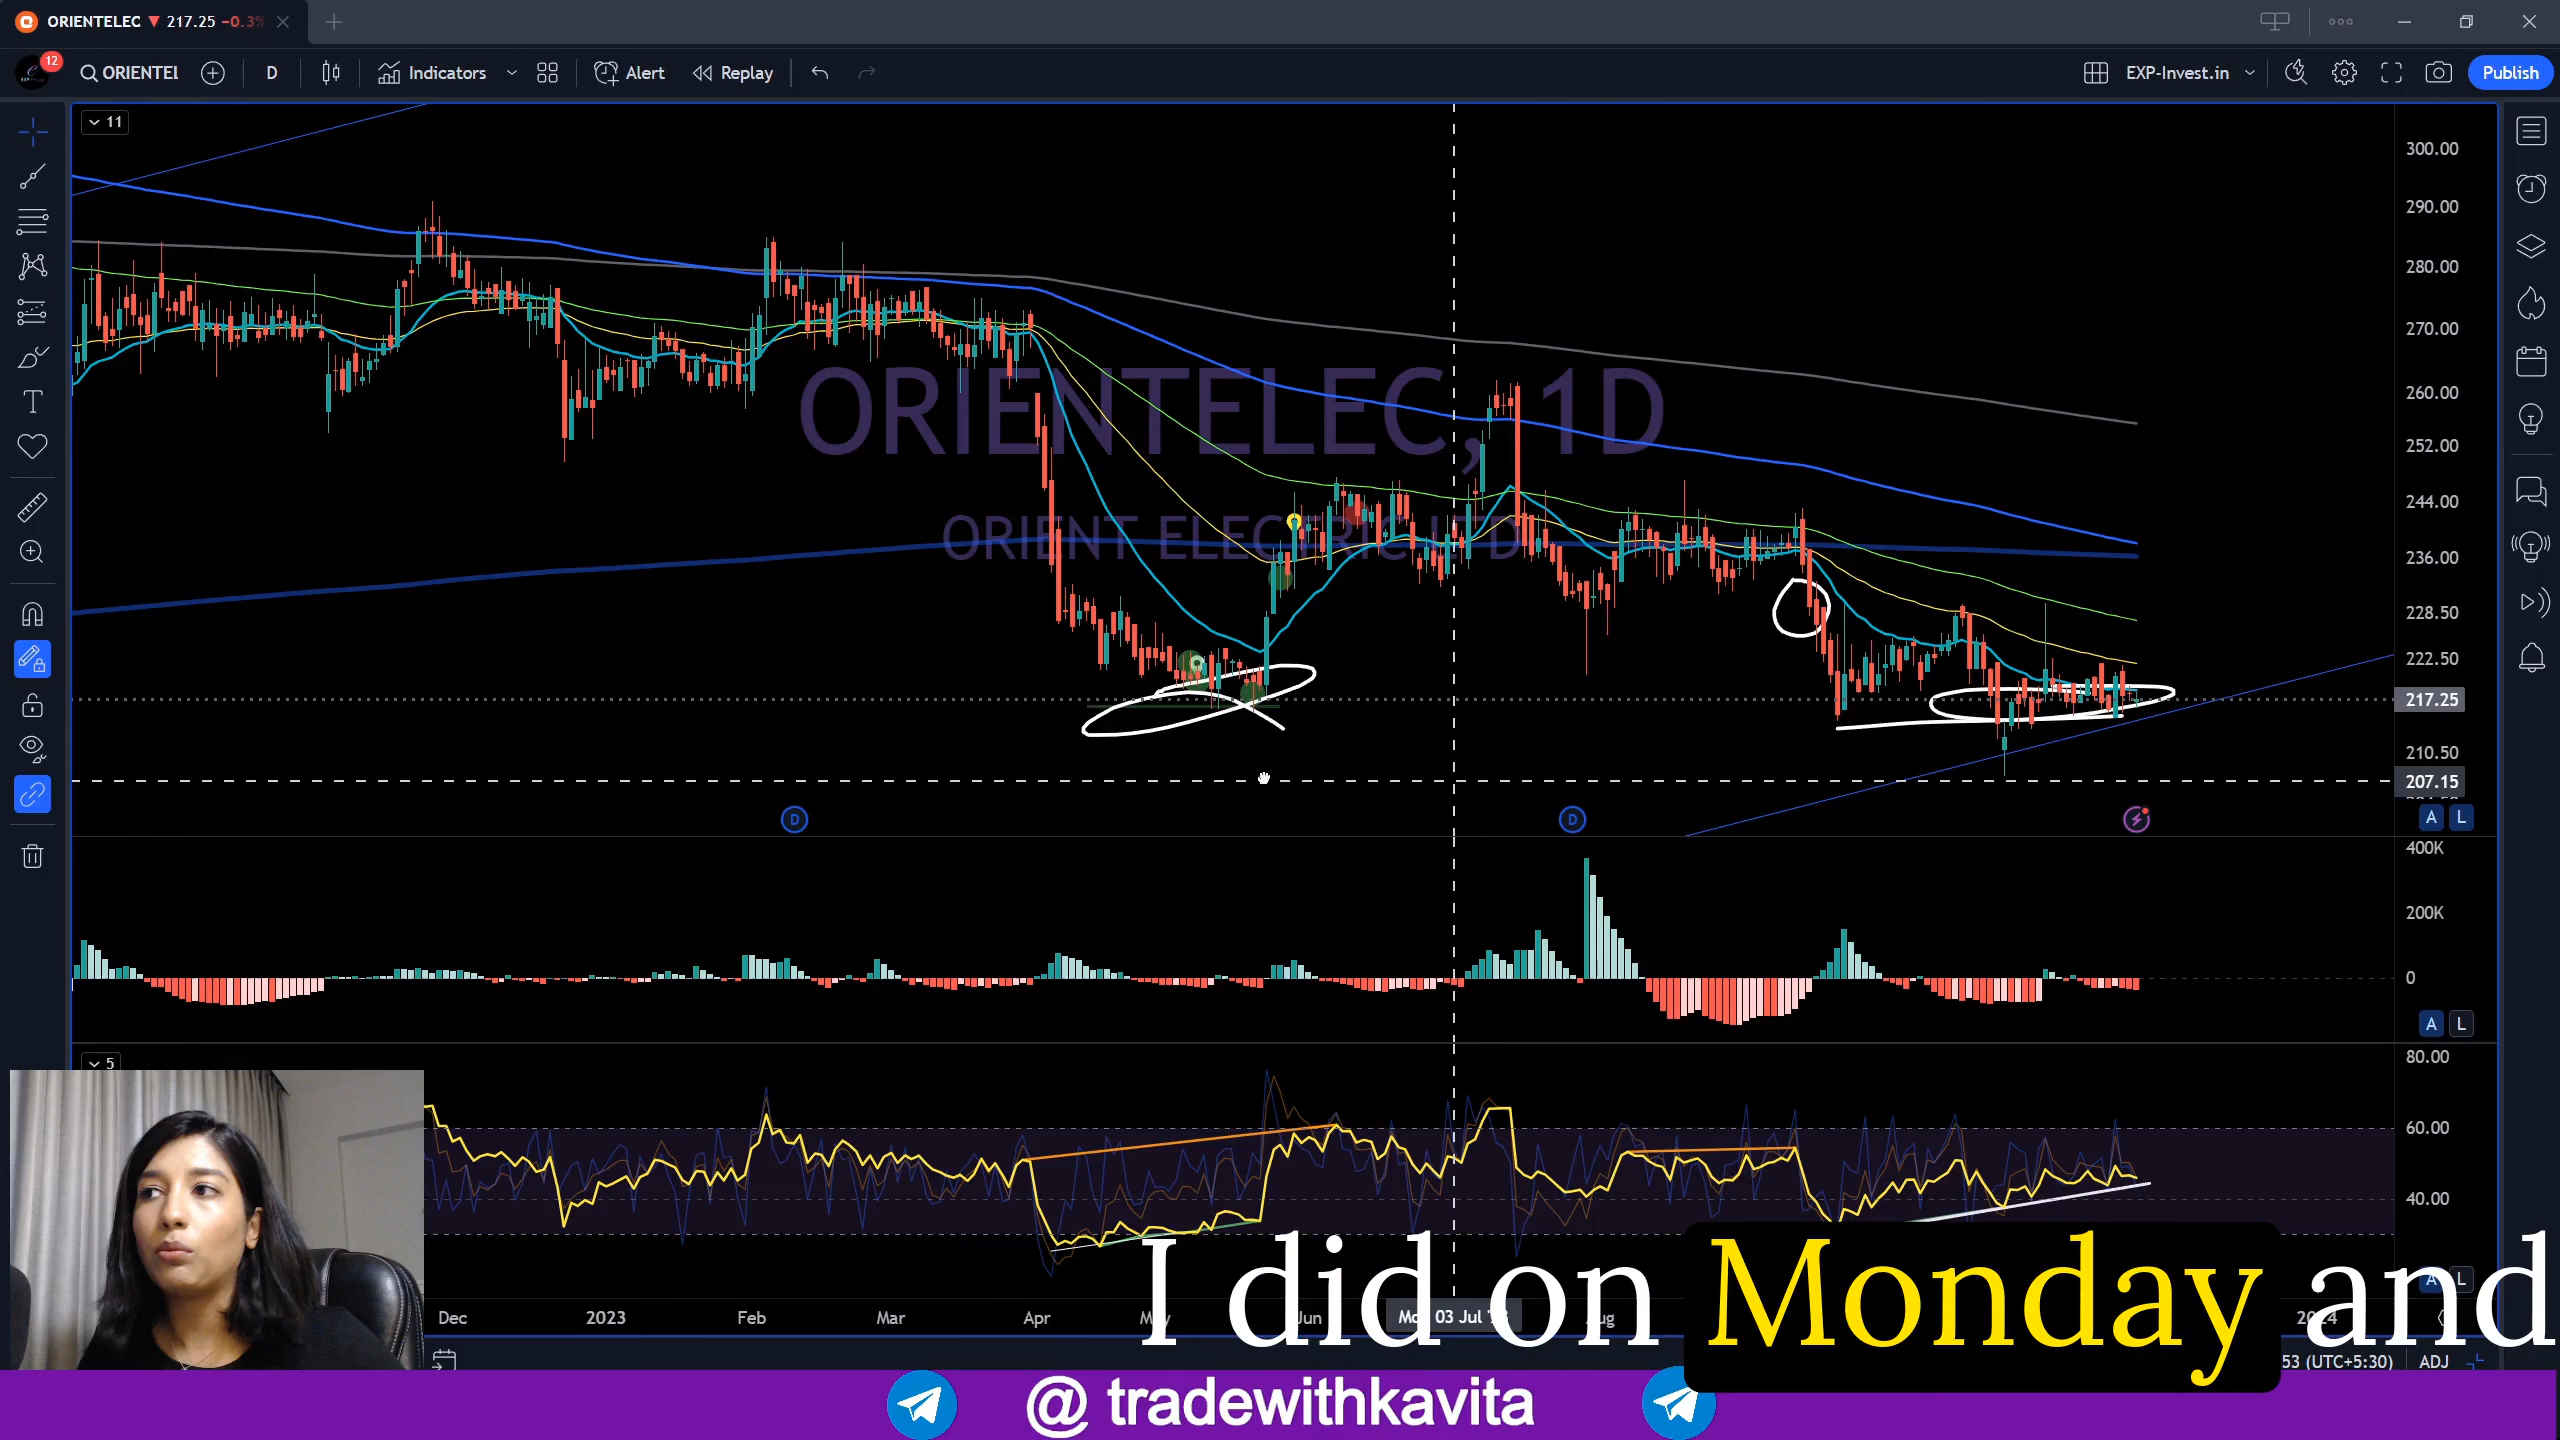 ORIENTELEC ▼ 217.25 −0.3%
12
ORIENTEL
D
Indicators
Alert
Replay
EXP-Invest.in
Publish
11
300.00
290.00
280.00
270.00
260.00
252.00
244.00
236.00
228.50
222.50
217.25
210.50
207.15
ORIENTELEC, 1D
ORIENT ELECTRIC LTD
D
D
A L
400K
200K
0
A L
5
80.00
60.00
40.00
A L
I did on Monday and
Dec 2023 Feb Mar Apr Jun 03 Jul Aug
53 (UTC+5:30) ADJ
@ tradewithkavita